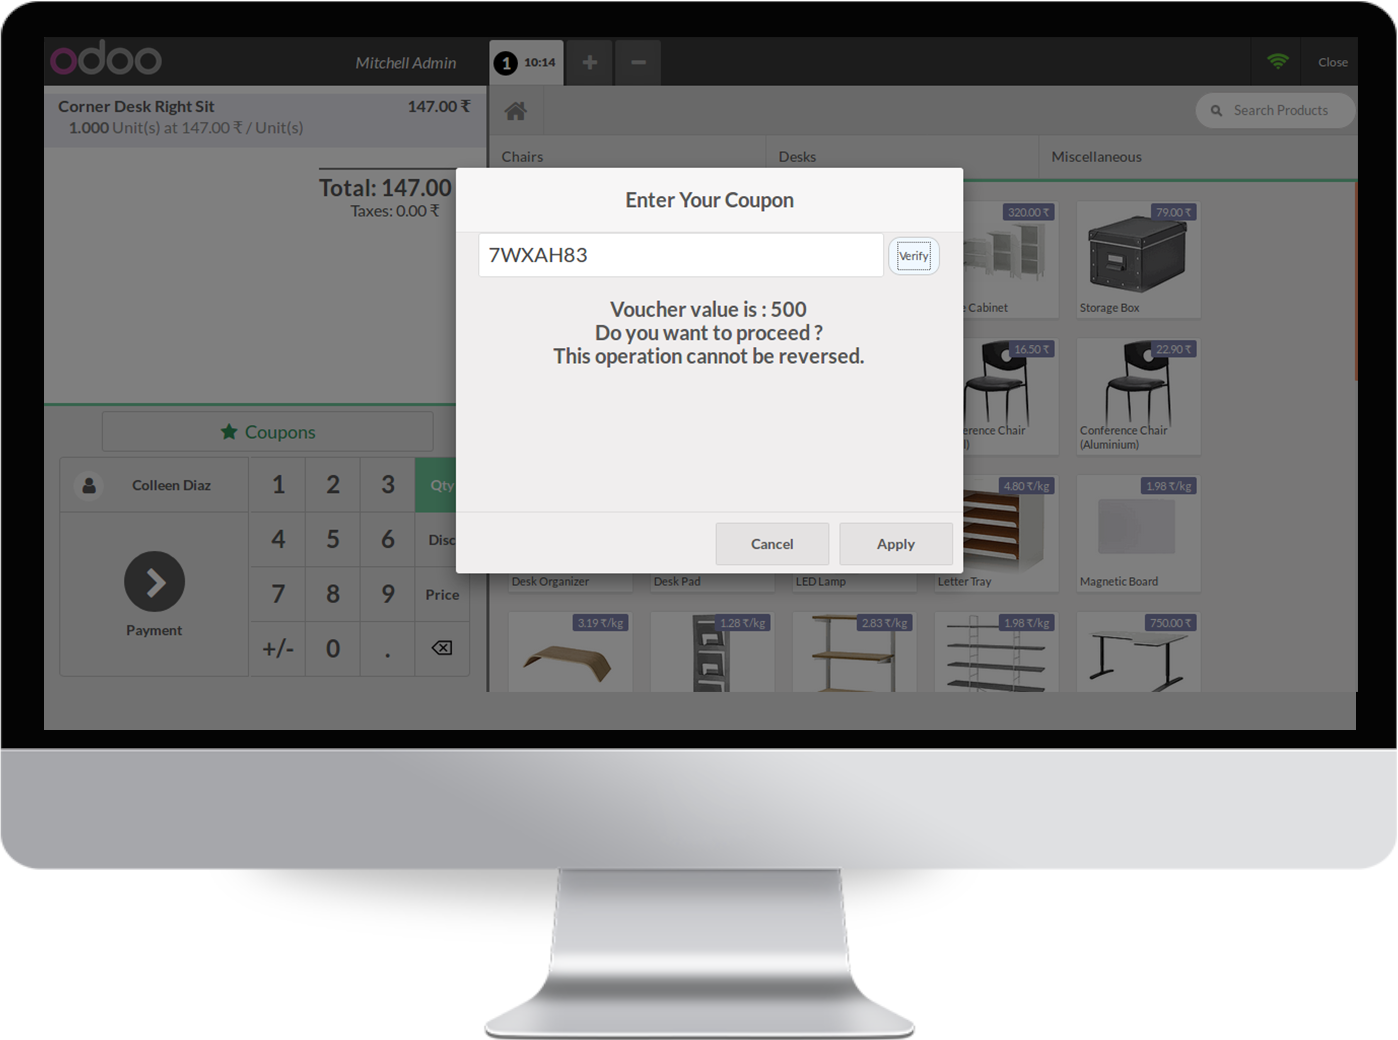 odoo
Mitchell Admin
1 10:14
Close
Corner Desk Right Sit 147.00 ₹
1.000 Unit(s) at 147.00 ₹ / Unit(s)
Total: 147.00
Taxes: 0.00 ₹
Search Products
Chairs Desks Miscellaneous
Enter Your Coupon
7WXAH83
Verify
Voucher value is : 500
Do you want to proceed ?
This operation cannot be reversed.
Cancel Apply
Coupons
Colleen Diaz
1 2 3 Qty
4 5 6 Disc
7 8 9 Price
+/- 0 .
Payment
320.00 ₹
Cabinet
79.00 ₹
Storage Box
16.50 ₹
erence Chair
22.90 ₹
Conference Chair
(Aluminium)
Desk Organizer
Desk Pad
LED Lamp
4.80 ₹/kg
Letter Tray
1.98 ₹/kg
Magnetic Board
3.19 ₹/kg
1.28 ₹/kg
2.83 ₹/kg
1.98 ₹/kg
750.00 ₹